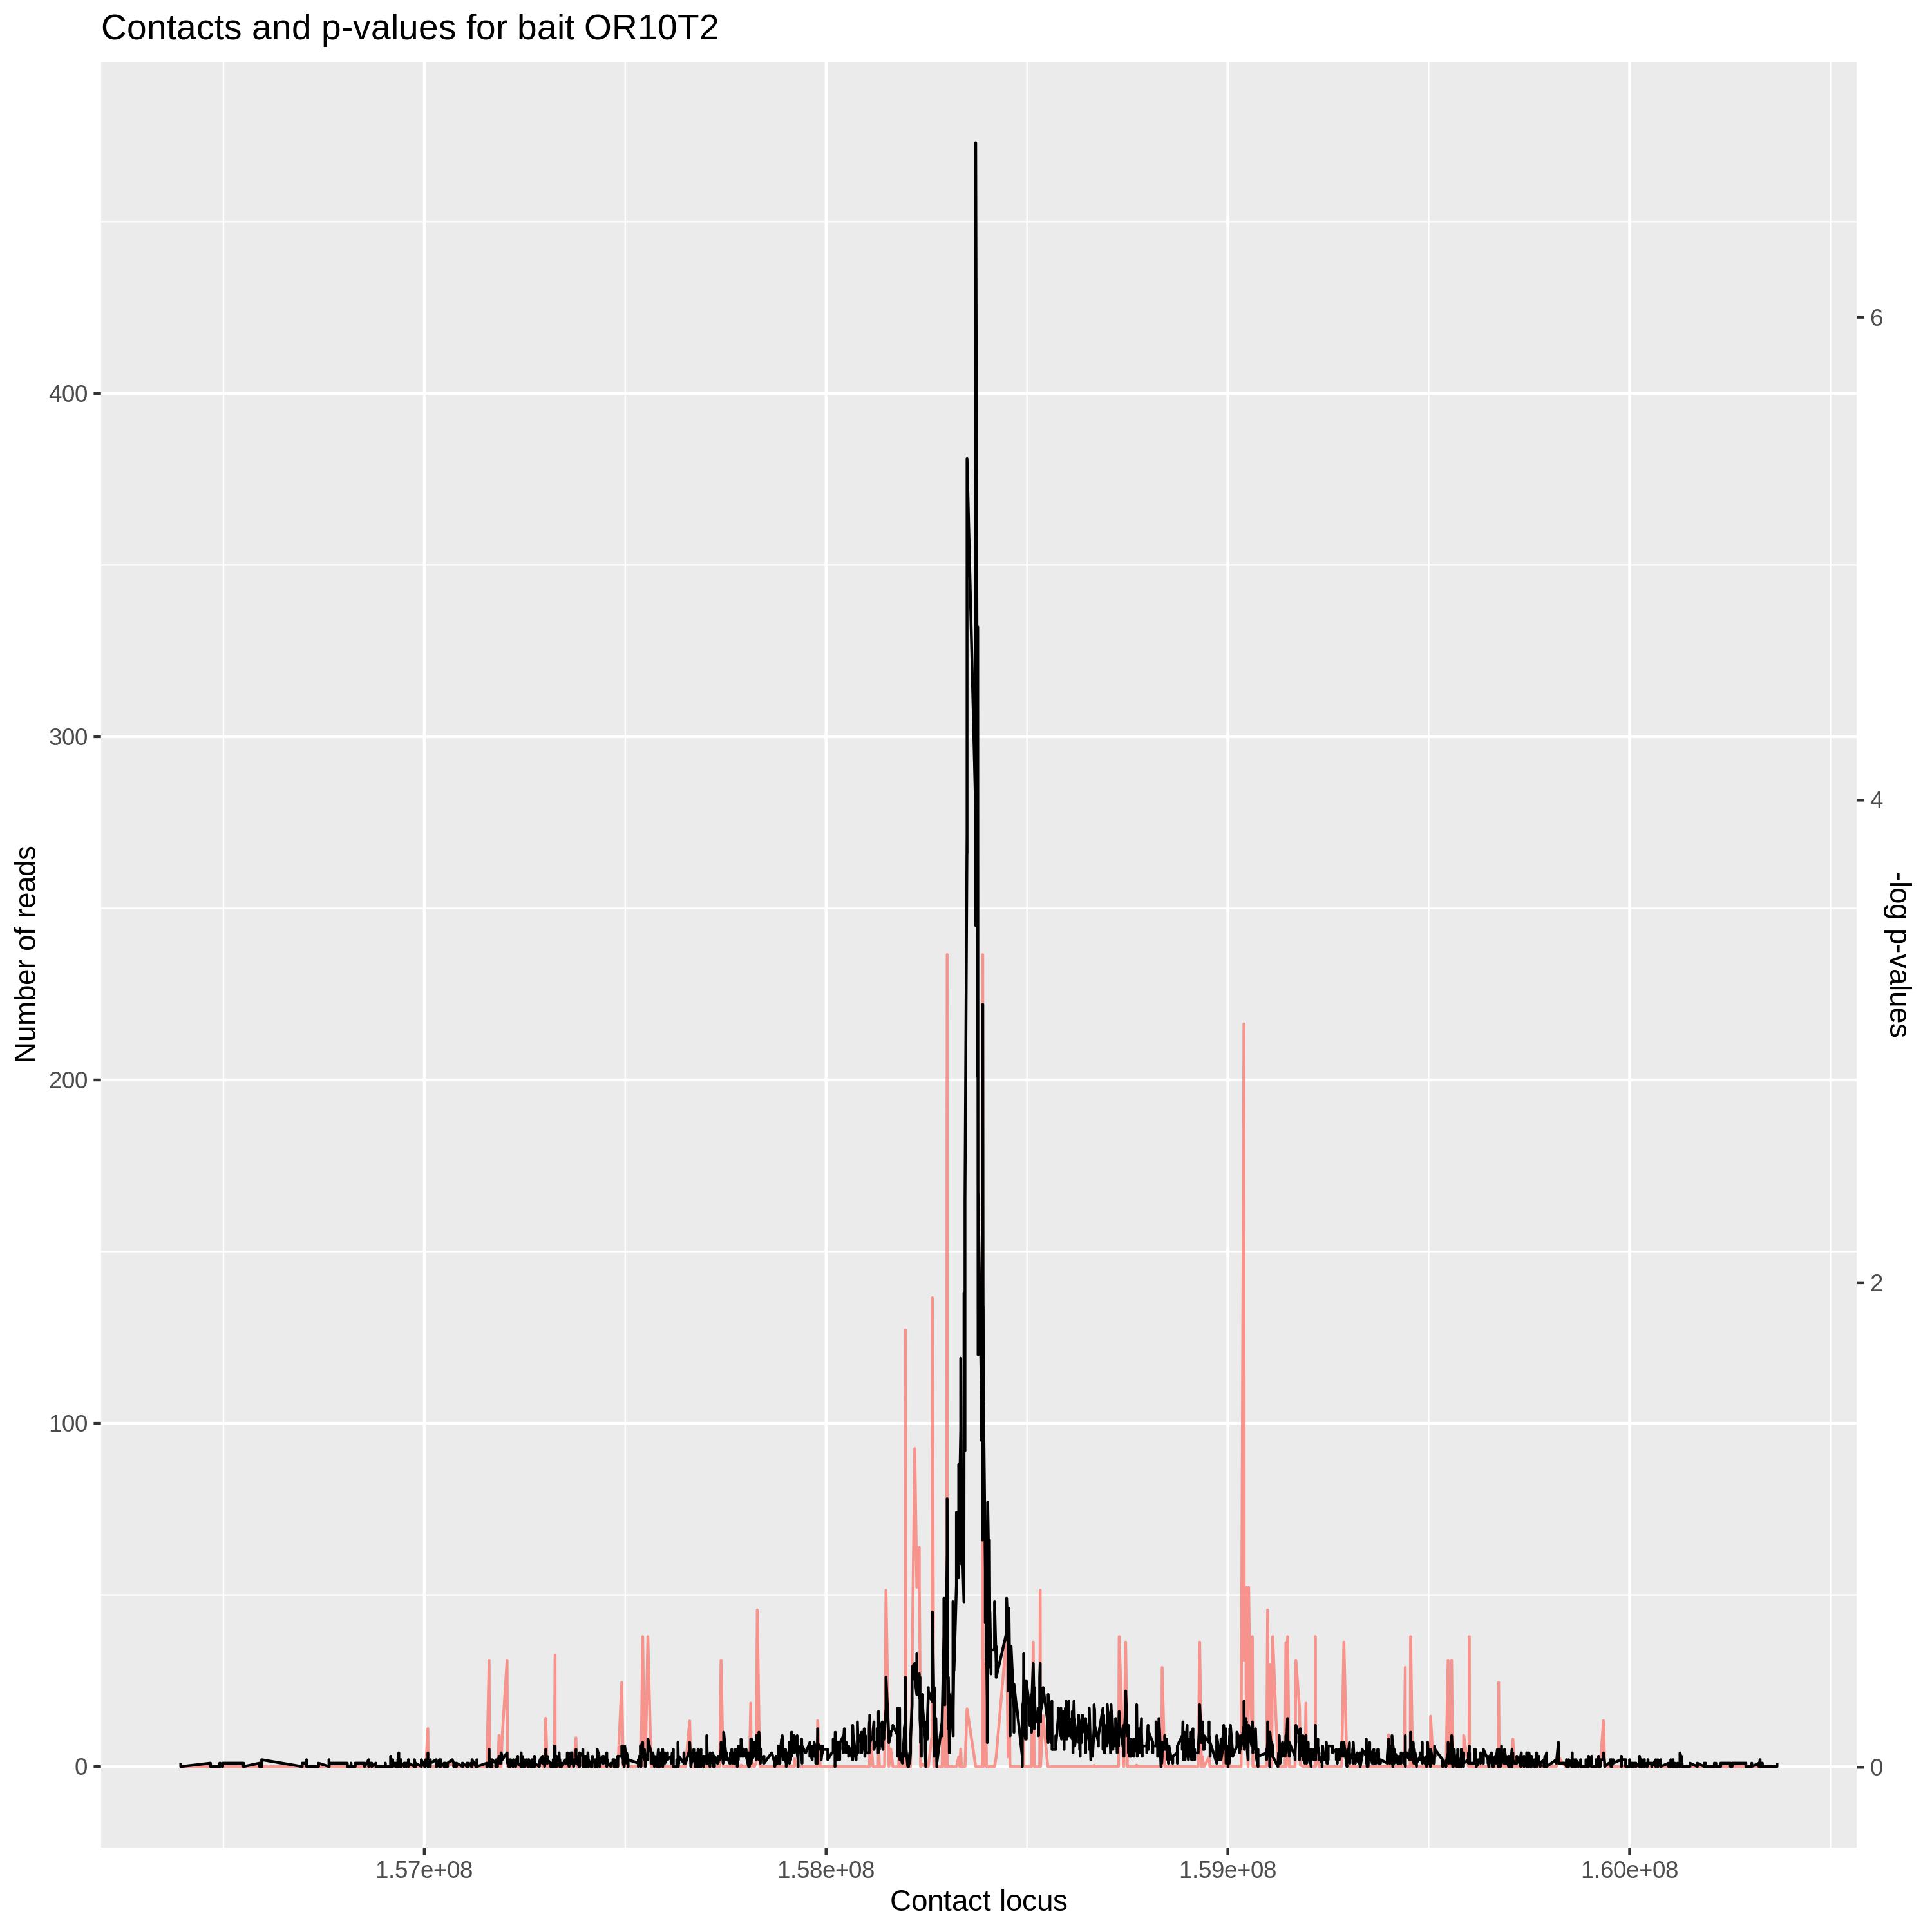 Contacts and p-values for bait OR10T2
Number of reads
400
300
200
100
0
6
4
2
0
-log p-values
1.57e+08
1.58e+08
1.59e+08
1.60e+08
Contact locus